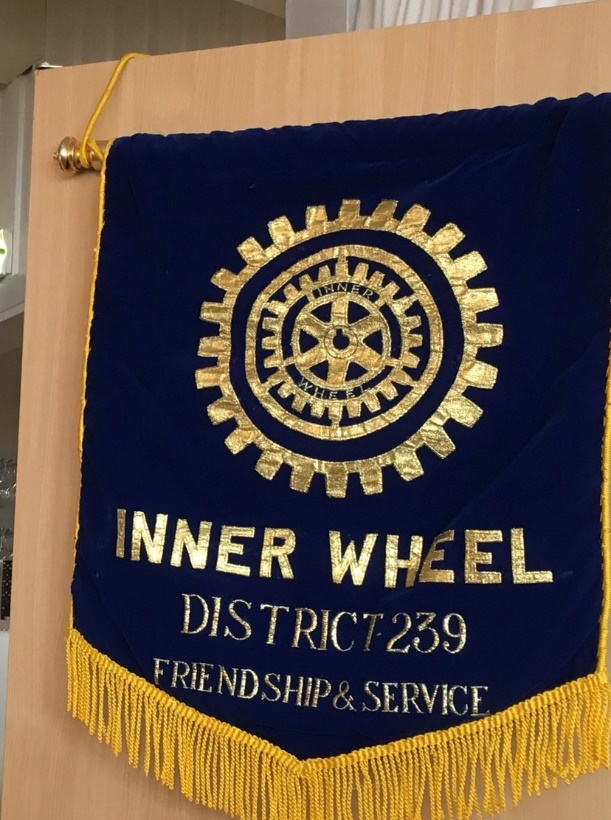 INNER
WHEEL
INNER WHEEL
DISTRICT 239
FRIENDSHIP & SERVICE